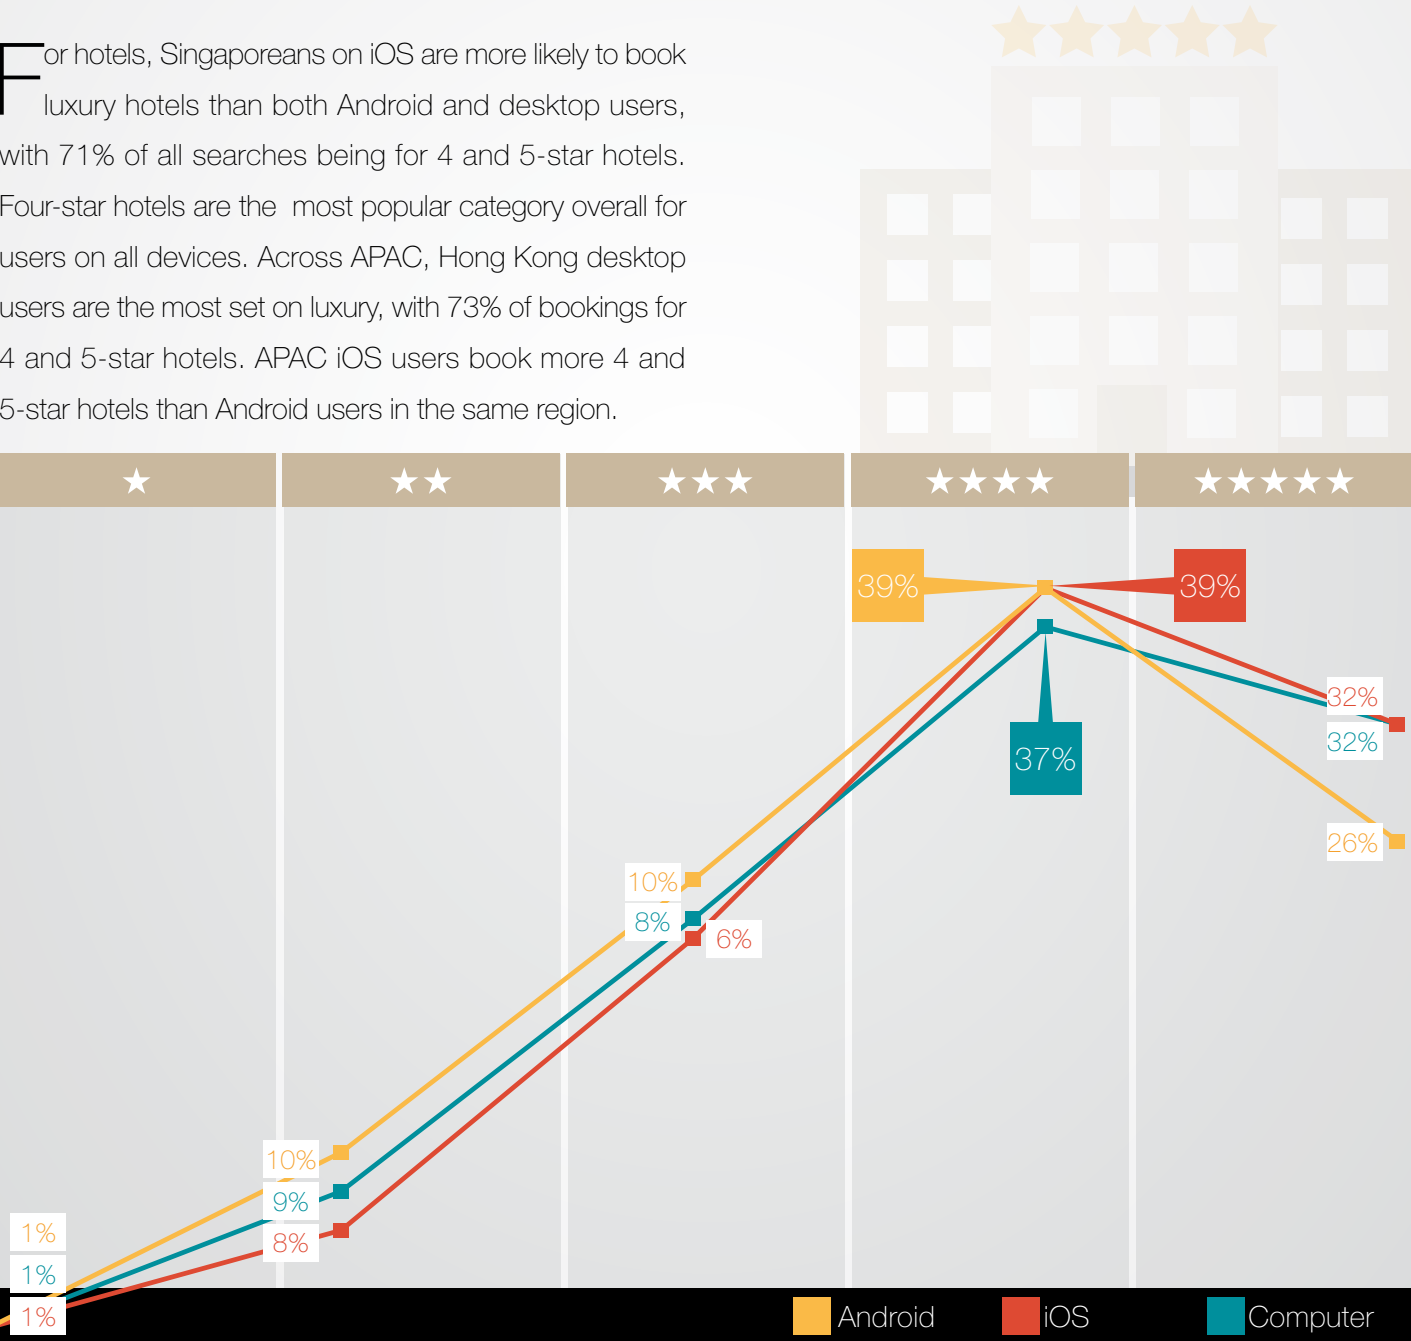 For hotels, Singaporeans on iOS are more likely to book
luxury hotels than both Android and desktop users,
with 71% of all searches being for 4 and 5-star hotels.
Four-star hotels are the most popular category overall for
users on all devices. Across APAC, Hong Kong desktop
users are the most set on luxury, with 73% of bookings for
4 and 5-star hotels. APAC iOS users book more 4 and
5-star hotels than Android users in the same region.
39%
39%
37%
32%
32%
26%
10%
8%
6%
10%
9%
8%
1%
1%
1%
Android
iOS
Computer